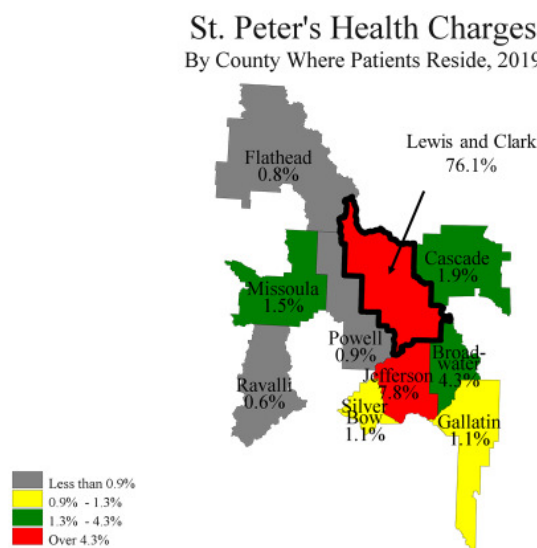 St. Peter's Health Charges
By County Where Patients Reside, 2019
Lewis and Clark
76.1%
Flathead
0.8%
Cascade
1.9%
Missoula
1.5%
Powell
0.9%
Broad-
water
4.3%
Jefferson
7.8%
Ravalli
0.6%
Silver
Bow
1.1%
Gallatin
1.1%
Less than 0.9%
0.9% - 1.3%
1.3% - 4.3%
Over 4.3%